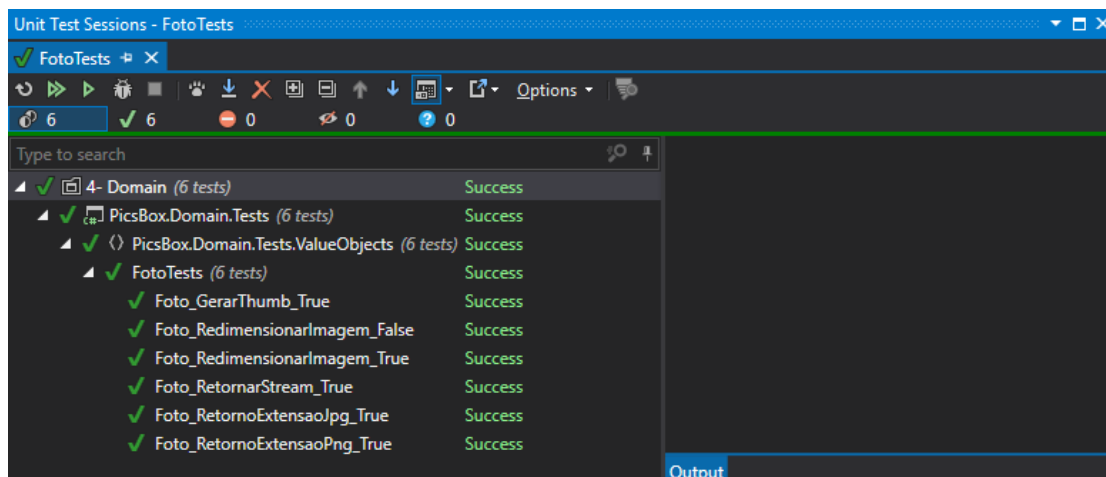 Unit Test Sessions - FotoTests
FotoTests
Options
6 6 0 0 0
Type to search
4- Domain (6 tests) Success
PicsBox.Domain.Tests (6 tests) Success
PicsBox.Domain.Tests.ValueObjects (6 tests) Success
FotoTests (6 tests) Success
Foto_GerarThumb_True Success
Foto_RedimensionarImagem_False Success
Foto_RedimensionarImagem_True Success
Foto_RetornarStream_True Success
Foto_RetornoExtensaoJpg_True Success
Foto_RetornoExtensaoPng_True Success
Output